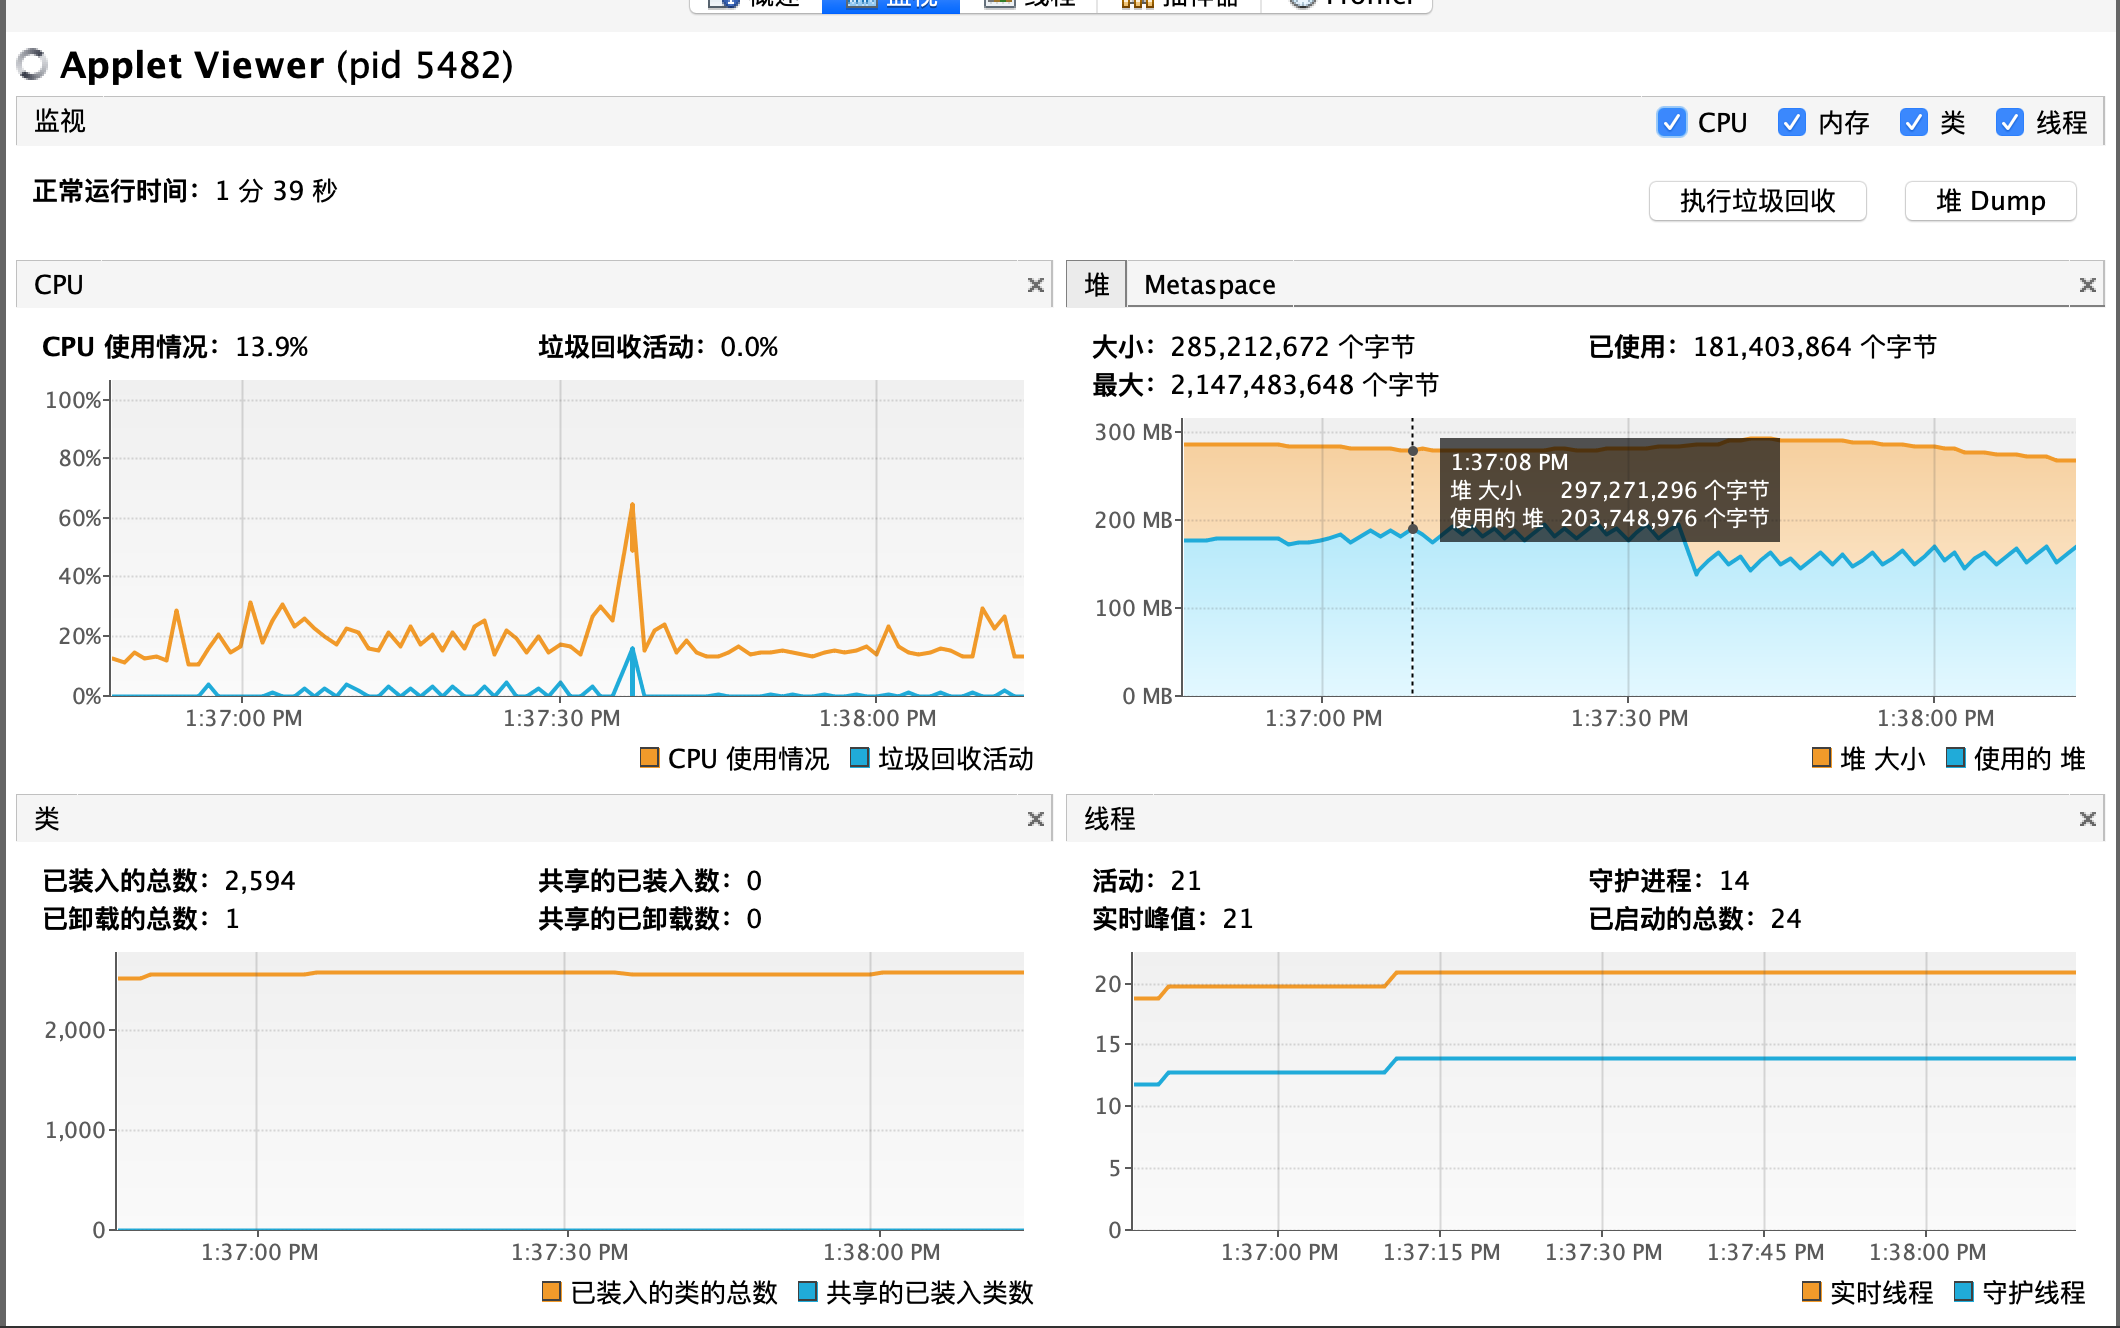 Applet Viewer (pid 5482)
监视
CPU 内存 类 线程
正常运行时间: 1 分 39 秒
执行垃圾回收 堆 Dump
CPU
CPU 使用情况: 13.9% 垃圾回收活动: 0.0%
100%
80%
60%
40%
20%
0%
1:37:00 PM 1:37:30 PM 1:38:00 PM
CPU 使用情况 垃圾回收活动
堆 Metaspace
大小: 285,212,672 个字节 已使用: 181,403,864 个字节
最大: 2,147,483,648 个字节
300 MB
200 MB
100 MB
0 MB
1:37:08 PM
堆 大小 297,271,296 个字节
使用的 堆 203,748,976 个字节
1:37:00 PM 1:37:30 PM 1:38:00 PM
堆 大小 使用的 堆
类
已装入的总数: 2,594 共享的已装入数: 0
已卸载的总数: 1 共享的已卸载数: 0
2,000
1,000
0
1:37:00 PM 1:37:30 PM 1:38:00 PM
已装入的类的总数 共享的已装入类数
线程
活动: 21 守护进程: 14
实时峰值: 21 已启动的总数: 24
20
15
10
5
0
1:37:00 PM 1:37:15 PM 1:37:30 PM 1:37:45 PM 1:38:00 PM
实时线程 守护线程